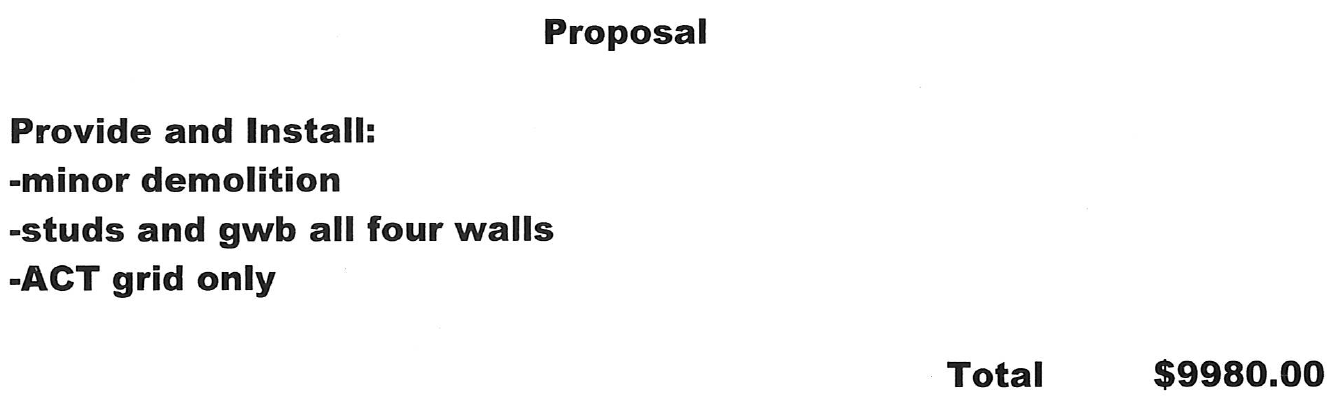 Proposal
Provide and Install:
-minor demolition
-studs and gwb all four walls
-ACT grid only
Total $9980.00